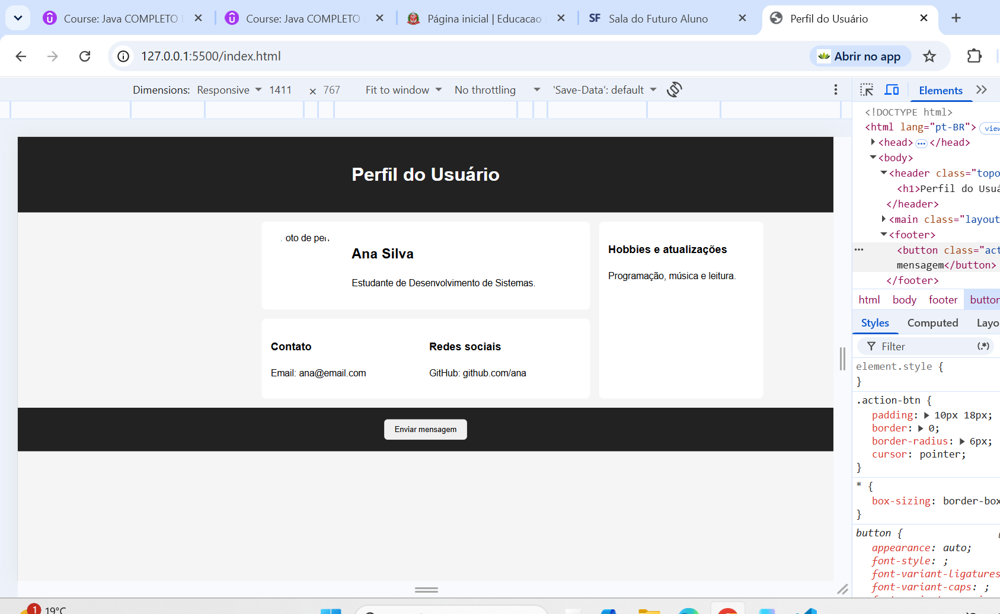 Course: Java COMPLETO
Course: Java COMPLETO
Página inicial | Educacao
SF Sala do Futuro Aluno
Perfil do Usuário
127.0.0.1:5500/index.html
Abrir no app
Dimensions: Responsive 1411 × 767 Fit to window No throttling 'Save-Data': default
Elements
Perfil do Usuário
oto de per
Ana Silva
Estudante de Desenvolvimento de Sistemas.
Hobbies e atualizações
Programação, música e leitura.
Contato
Email: ana@email.com
Redes sociais
GitHub: github.com/ana
Enviar mensagem
<!DOCTYPE html>
<html lang="pt-BR"> view
<head> ••• </head>
<body>
<header class="topo
<h1>Perfil do Usuá
</header>
<main class="layout
<footer>
••• <button class="act
mensagem</button>
</footer>
html body footer button
Styles Computed Layo
Filter (.*)
element.style {
}
.action-btn {
padding: 10px 18px;
border: 0;
border-radius: 6px;
cursor: pointer;
}
* {
box-sizing: border-box
}
button {
appearance: auto;
font-style: ;
font-variant-ligatures
font-variant-caps: ;
1 19°C